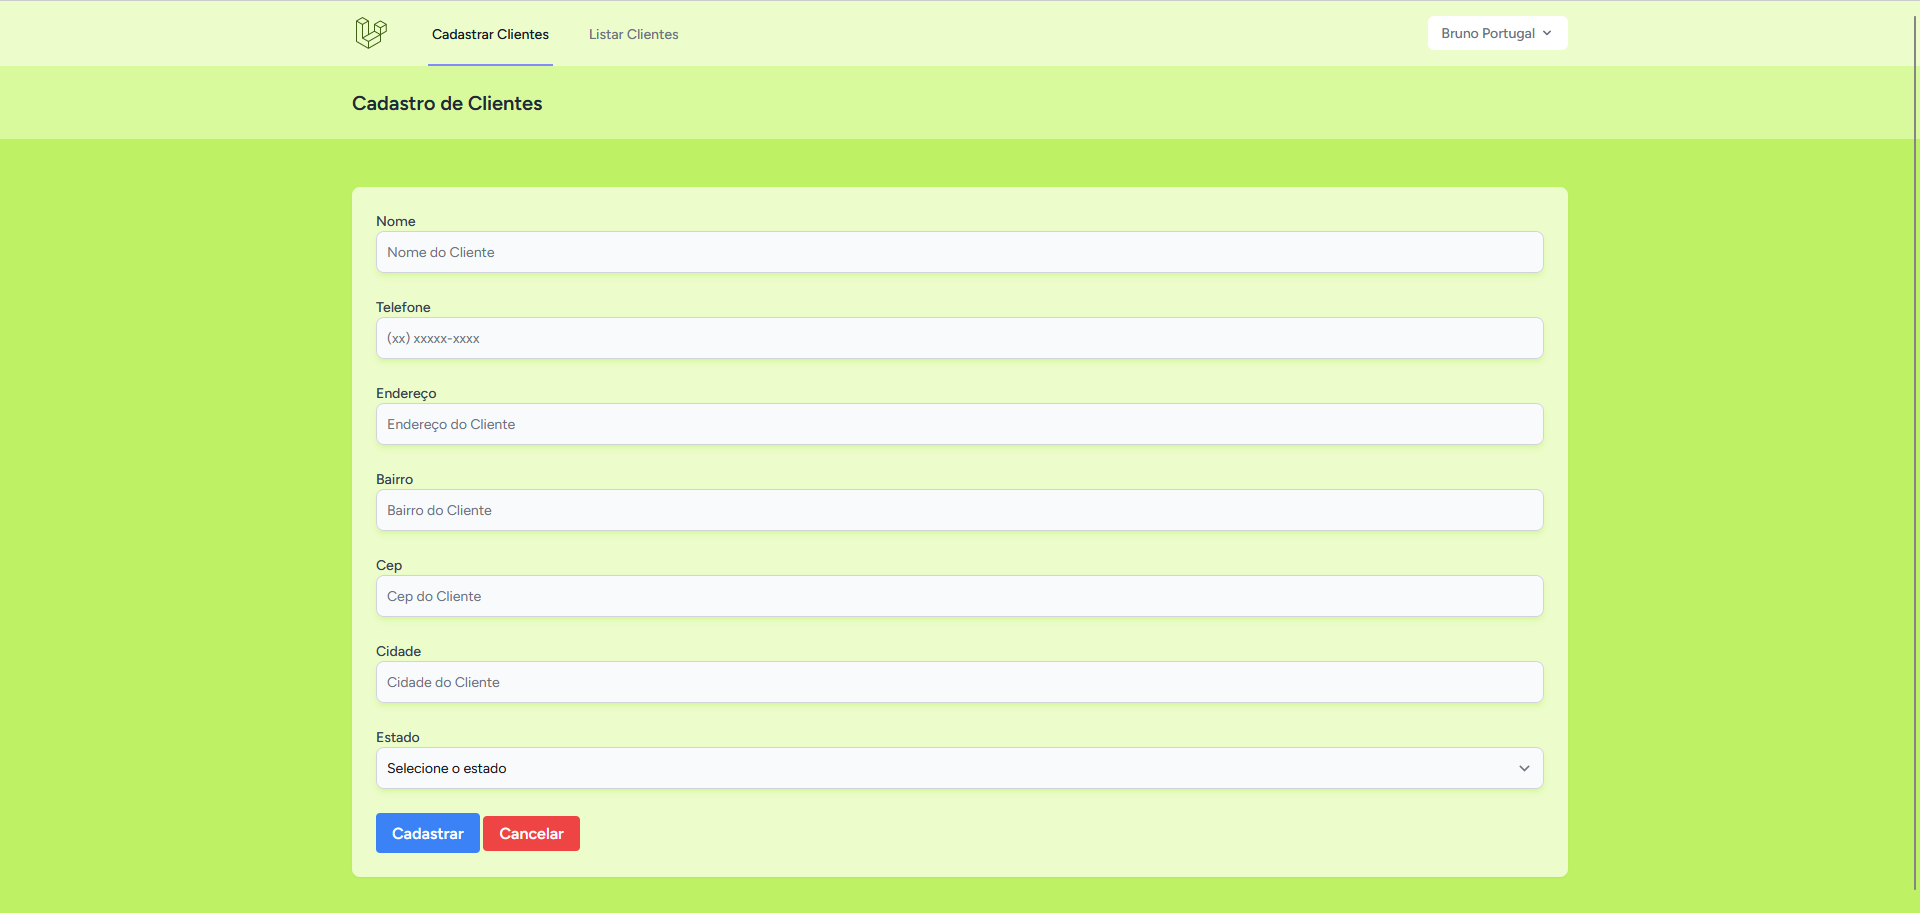 Cadastrar Clientes
Listar Clientes
Bruno Portugal
Cadastro de Clientes
Nome
Nome do Cliente
Telefone
(xx) xxxxx-xxxx
Endereço
Endereço do Cliente
Bairro
Bairro do Cliente
Cep
Cep do Cliente
Cidade
Cidade do Cliente
Estado
Selecione o estado
Cadastrar
Cancelar